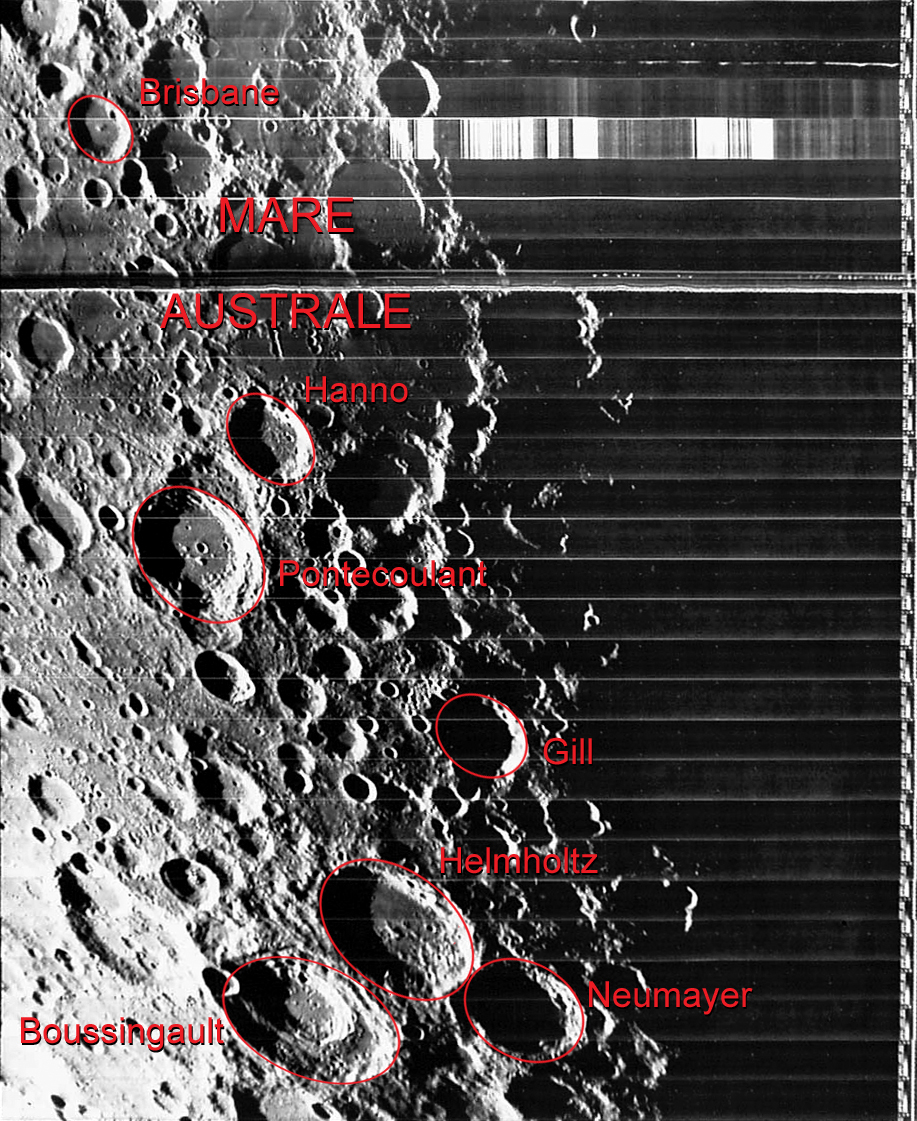 Brisbane
MARE
AUSTRALE
Hanno
Pontecoulant
Gill
Helmholtz
Neumayer
Boussingault